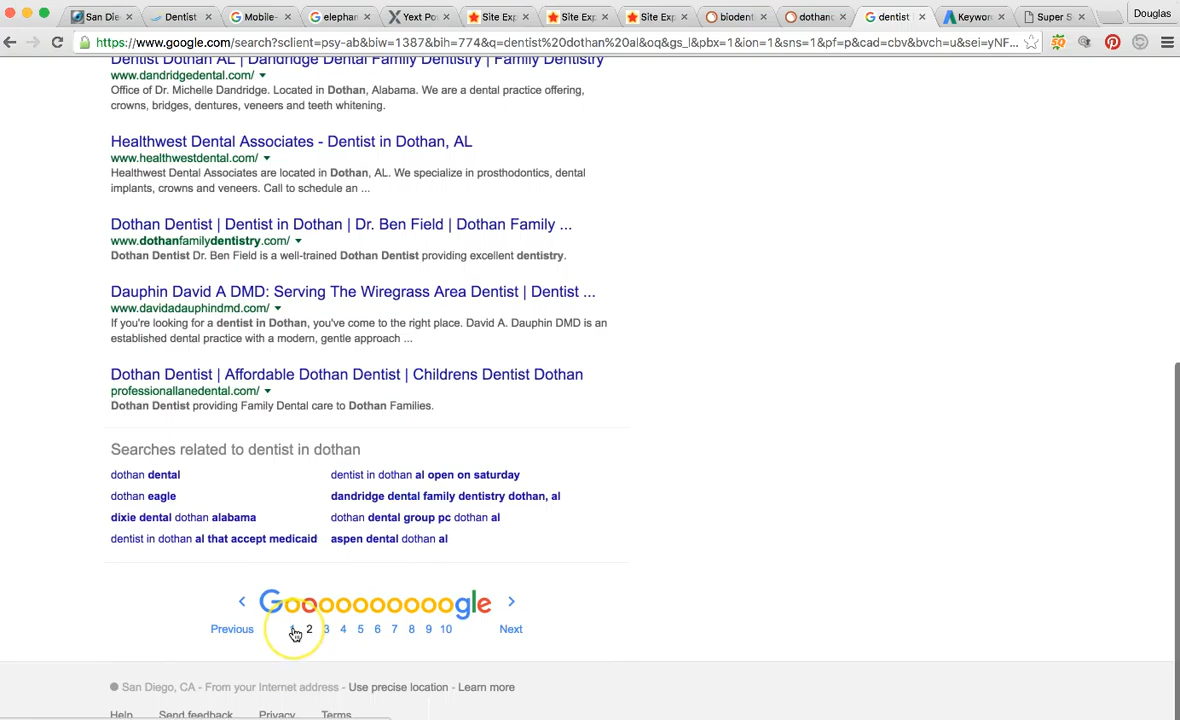 San Die
Dentist
Mobile-
elephan
Yext Po
Site Exp
Site Exp
Site Exp
biodent
dothanc
dentist
Keywor
Super S
Douglas
https://www.google.com/search?sclient=psy-ab&biw=1387&bih=774&q=dentist%20dothan%20al&oq&gs_l&pbx=1&ion=1&sns=1&pf=p&cad=cbv&bvch=u&sei=yNF...
Dentist Dothan AL | Dandridge Dental Family Dentistry | Family Dentistry
www.dandridgedental.com/
Office of Dr. Michelle Dandridge. Located in Dothan, Alabama. We are a dental practice offering,
crowns, bridges, dentures, veneers and teeth whitening.
Healthwest Dental Associates - Dentist in Dothan, AL
www.healthwestdental.com/
Healthwest Dental Associates are located in Dothan, AL. We specialize in prosthodontics, dental
implants, crowns and veneers. Call to schedule an ...
Dothan Dentist | Dentist in Dothan | Dr. Ben Field | Dothan Family ...
www.dothanfamilydentistry.com/
Dothan Dentist Dr. Ben Field is a well-trained Dothan Dentist providing excellent dentistry.
Dauphin David A DMD: Serving The Wiregrass Area Dentist | Dentist ...
www.davidadauphindmd.com/
If you're looking for a dentist in Dothan, you've come to the right place. David A. Dauphin DMD is an
established dental practice with a modern, gentle approach ...
Dothan Dentist | Affordable Dothan Dentist | Childrens Dentist Dothan
professionallanedental.com/
Dothan Dentist providing Family Dental care to Dothan Families.
Searches related to dentist in dothan
dothan dental
dentist in dothan al open on saturday
dothan eagle
dandridge dental family dentistry dothan, al
dixie dental dothan alabama
dothan dental group pc dothan al
dentist in dothan al that accept medicaid
aspen dental dothan al
Goooooooooogle
Previous 1 2 3 4 5 6 7 8 9 10 Next
San Diego, CA - From your Internet address - Use precise location - Learn more
Help Send feedback Privacy Terms